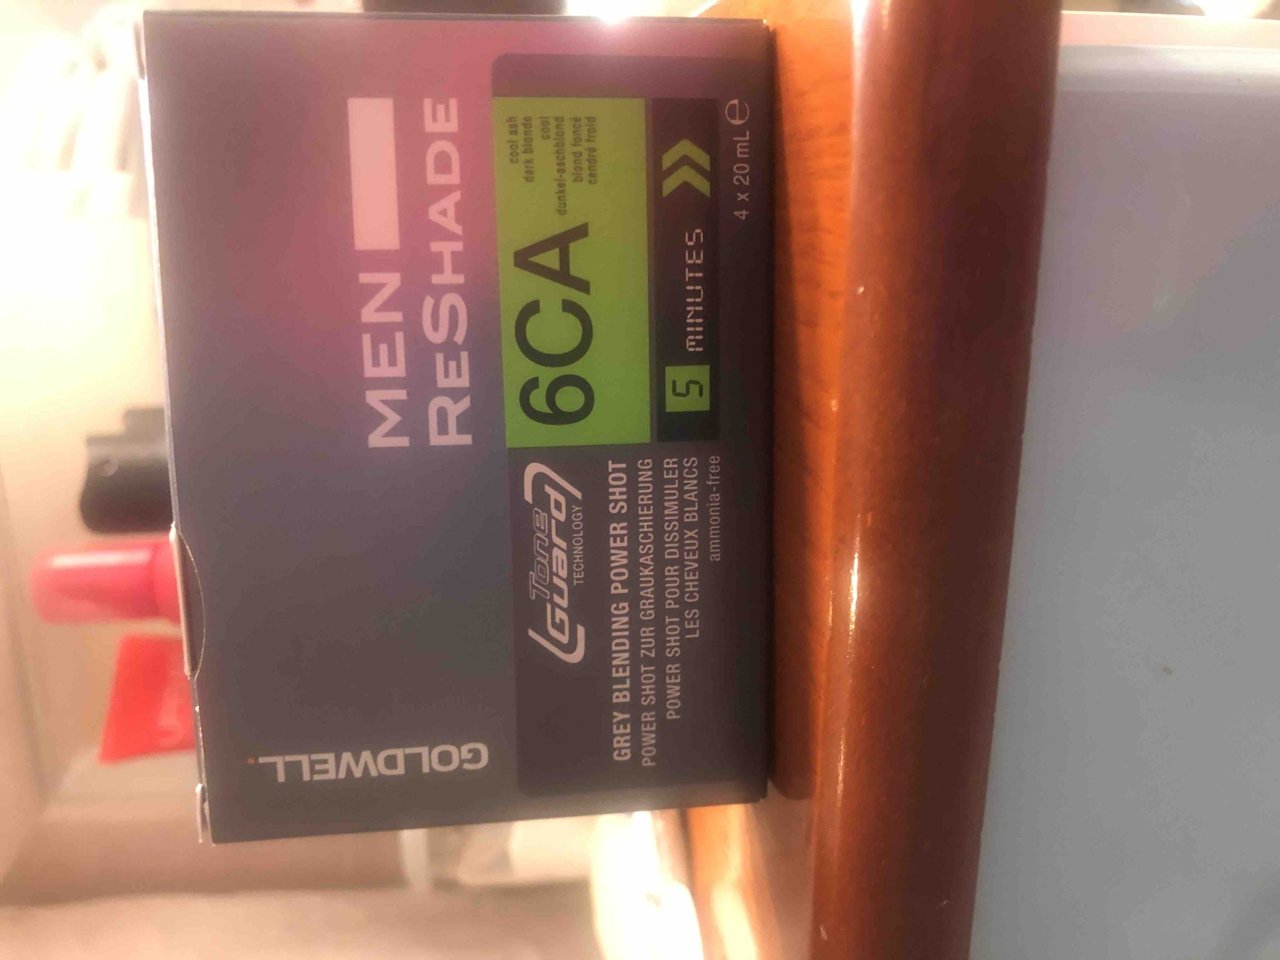 GOLDWELL
MEN
RESHADE
ToneGuard
TECHNOLOGY
GREY BLENDING POWER SHOT
POWER SHOT ZUR GRAUKASCHIERUNG
POWER SHOT POUR DISSIMULER
LES CHEVEUX BLANCS
ammonia-free
6CA
cool ash
dark blonde
cool
dunkel-aschblond
blond foncé
cendré froid
5 MINUTES
4 x 20 mL ℮